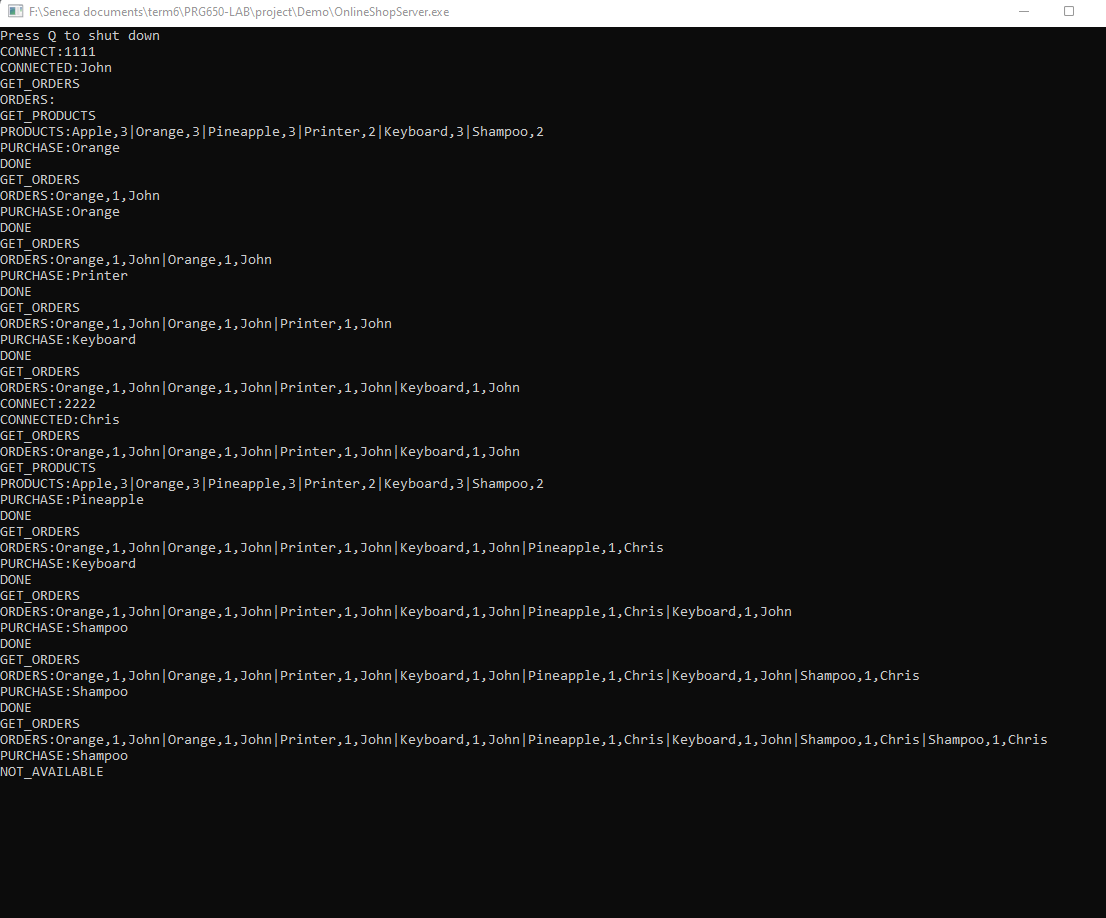 F:\Seneca documents\term6\PRG650-LAB\project\Demo\OnlineShopServer.exe
Press Q to shut down
CONNECT:1111
CONNECTED:John
GET_ORDERS
ORDERS:
GET_PRODUCTS
PRODUCTS:Apple,3|Orange,3|Pineapple,3|Printer,2|Keyboard,3|Shampoo,2
PURCHASE:Orange
DONE
GET_ORDERS
ORDERS:Orange,1,John
PURCHASE:Orange
DONE
GET_ORDERS
ORDERS:Orange,1,John|Orange,1,John
PURCHASE:Printer
DONE
GET_ORDERS
ORDERS:Orange,1,John|Orange,1,John|Printer,1,John
PURCHASE:Keyboard
DONE
GET_ORDERS
ORDERS:Orange,1,John|Orange,1,John|Printer,1,John|Keyboard,1,John
CONNECT:2222
CONNECTED:Chris
GET_ORDERS
ORDERS:Orange,1,John|Orange,1,John|Printer,1,John|Keyboard,1,John
GET_PRODUCTS
PRODUCTS:Apple,3|Orange,3|Pineapple,3|Printer,2|Keyboard,3|Shampoo,2
PURCHASE:Pineapple
DONE
GET_ORDERS
ORDERS:Orange,1,John|Orange,1,John|Printer,1,John|Keyboard,1,John|Pineapple,1,Chris
PURCHASE:Keyboard
DONE
GET_ORDERS
ORDERS:Orange,1,John|Orange,1,John|Printer,1,John|Keyboard,1,John|Pineapple,1,Chris|Keyboard,1,John
PURCHASE:Shampoo
DONE
GET_ORDERS
ORDERS:Orange,1,John|Orange,1,John|Printer,1,John|Keyboard,1,John|Pineapple,1,Chris|Keyboard,1,John|Shampoo,1,Chris
PURCHASE:Shampoo
DONE
GET_ORDERS
ORDERS:Orange,1,John|Orange,1,John|Printer,1,John|Keyboard,1,John|Pineapple,1,Chris|Keyboard,1,John|Shampoo,1,Chris|Shampoo,1,Chris
PURCHASE:Shampoo
NOT_AVAILABLE